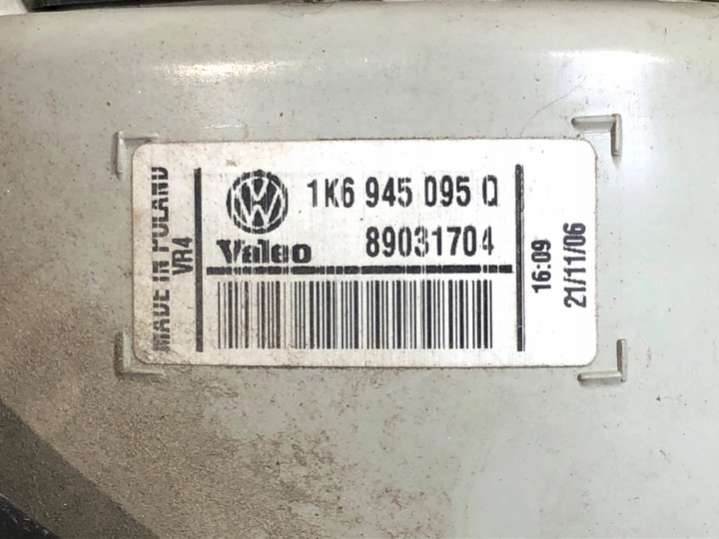 MADE IN POLAND
VR4
1K6 945 095 Q
Valeo 89031704
16:09
21/11/06